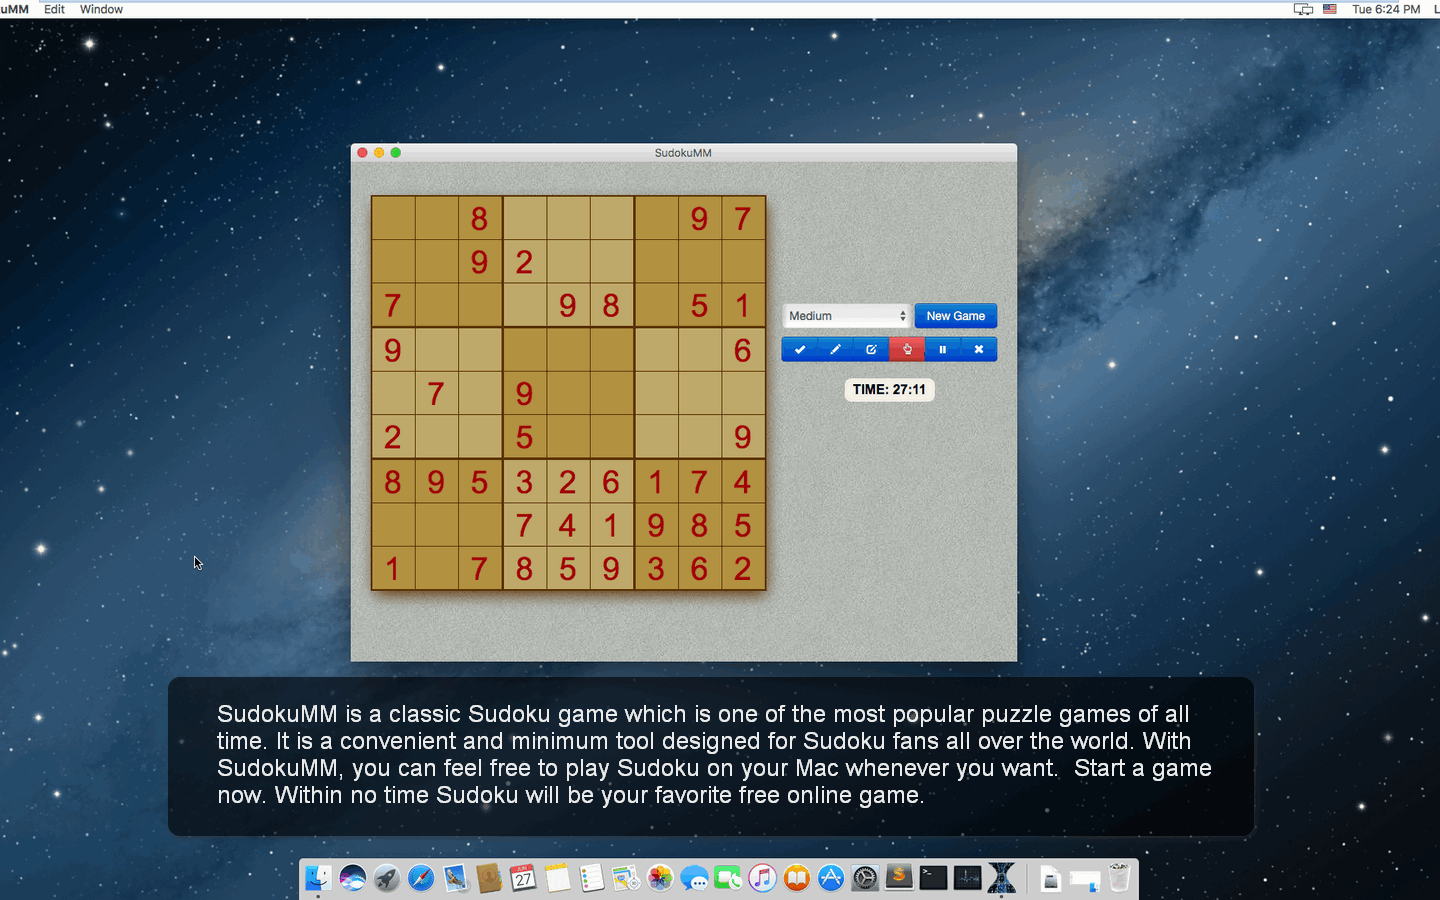 uMM Edit Window Tue 6:24 PM L
SudokuMM
8 9 7
9 2
7 9 8 5 1
Medium New Game
9 6
TIME: 27:11
7 9
2 5 9
8 9 5 3 2 6 1 7 4
7 4 1 9 8 5
1 7 8 5 9 3 6 2
SudokuMM is a classic Sudoku game which is one of the most popular puzzle games of all
time. It is a convenient and minimum tool designed for Sudoku fans all over the world. With
SudokuMM, you can feel free to play Sudoku on your Mac whenever you want.  Start a game
now. Within no time Sudoku will be your favorite free online game.
27